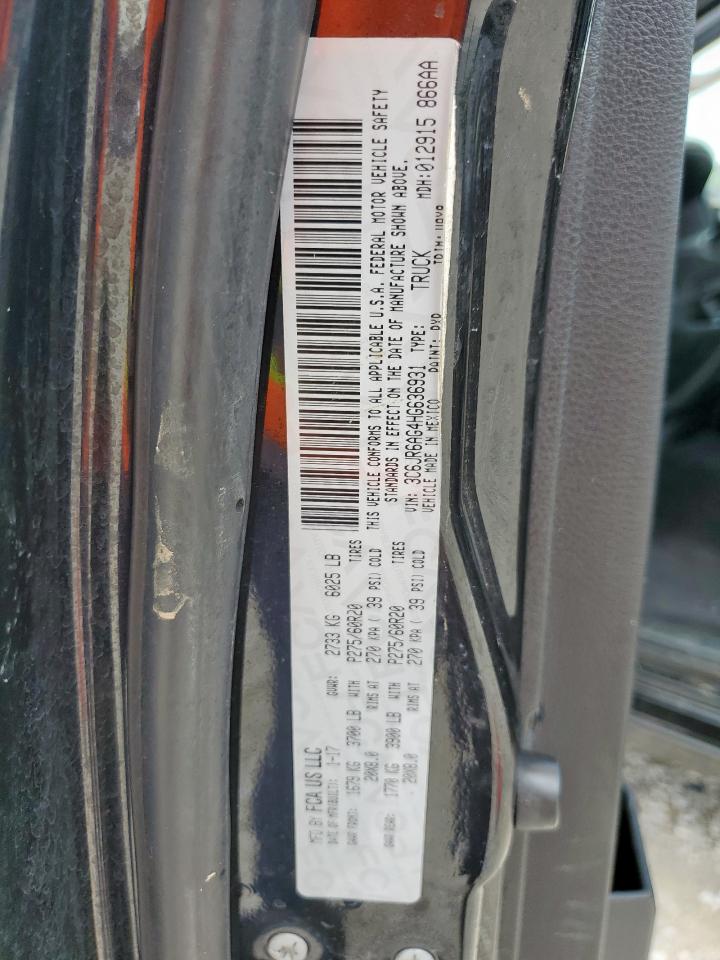 MFD BY FCA US LLC
DATE OF MFR(BUILT): 1-17 GVWR: 2733 KG 6025 LB
GAWR FRONT: 1679 KG 3700 LB WITH P275/60R20 TIRES
20X8.0 RIMS AT 270 KPA ( 39 PSI) COLD
GAWR REAR: 1770 KG 3900 LB WITH P275/60R20 TIRES
20X8.0 RIMS AT 270 KPA ( 39 PSI) COLD
THIS VEHICLE CONFORMS TO ALL APPLICABLE U.S.A. FEDERAL MOTOR VEHICLE SAFETY
STANDARDS IN EFFECT ON THE DATE OF MANUFACTURE SHOWN ABOVE.
VIN: 3C6JR6AG4HG636931 TYPE: TRUCK MDH:012915 866AA
VEHICLE MADE IN MEXICO PAINT: TRIM: